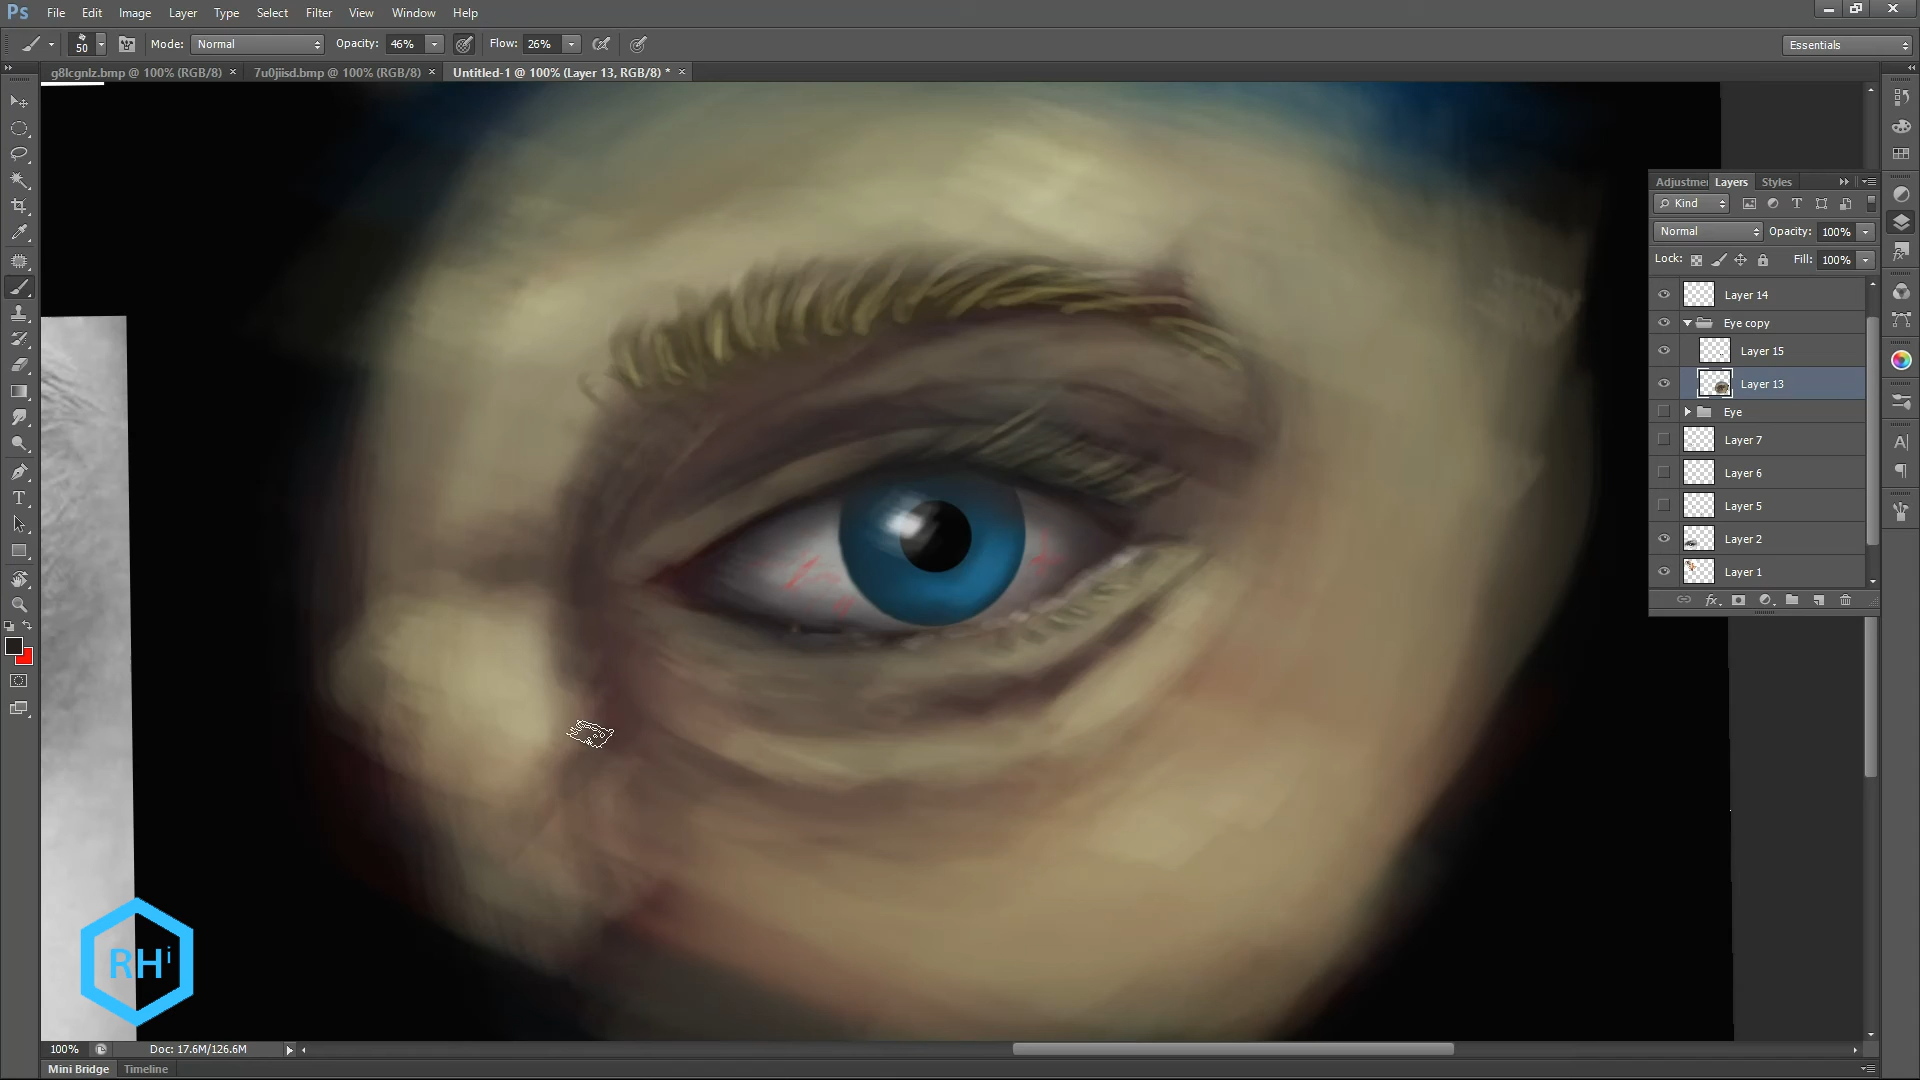 Ps File Edit Image Layer Type Select Filter View Window Help
50 Mode: Normal Opacity: 46% Flow: 26% Essentials
g8lcgnlz.bmp @ 100% (RGB/8) × 7u0jiisd.bmp @ 100% (RGB/8) × Untitled-1 @ 100% (Layer 13, RGB/8) * ×
Adjustmer Layers Styles
Kind
Normal Opacity: 100%
Lock: Fill: 100%
Layer 14
Eye copy
Layer 15
Layer 13
Eye
Layer 7
Layer 6
Layer 5
Layer 2
Layer 1
RHi
100% Doc: 17.6M/126.6M
Mini Bridge Timeline